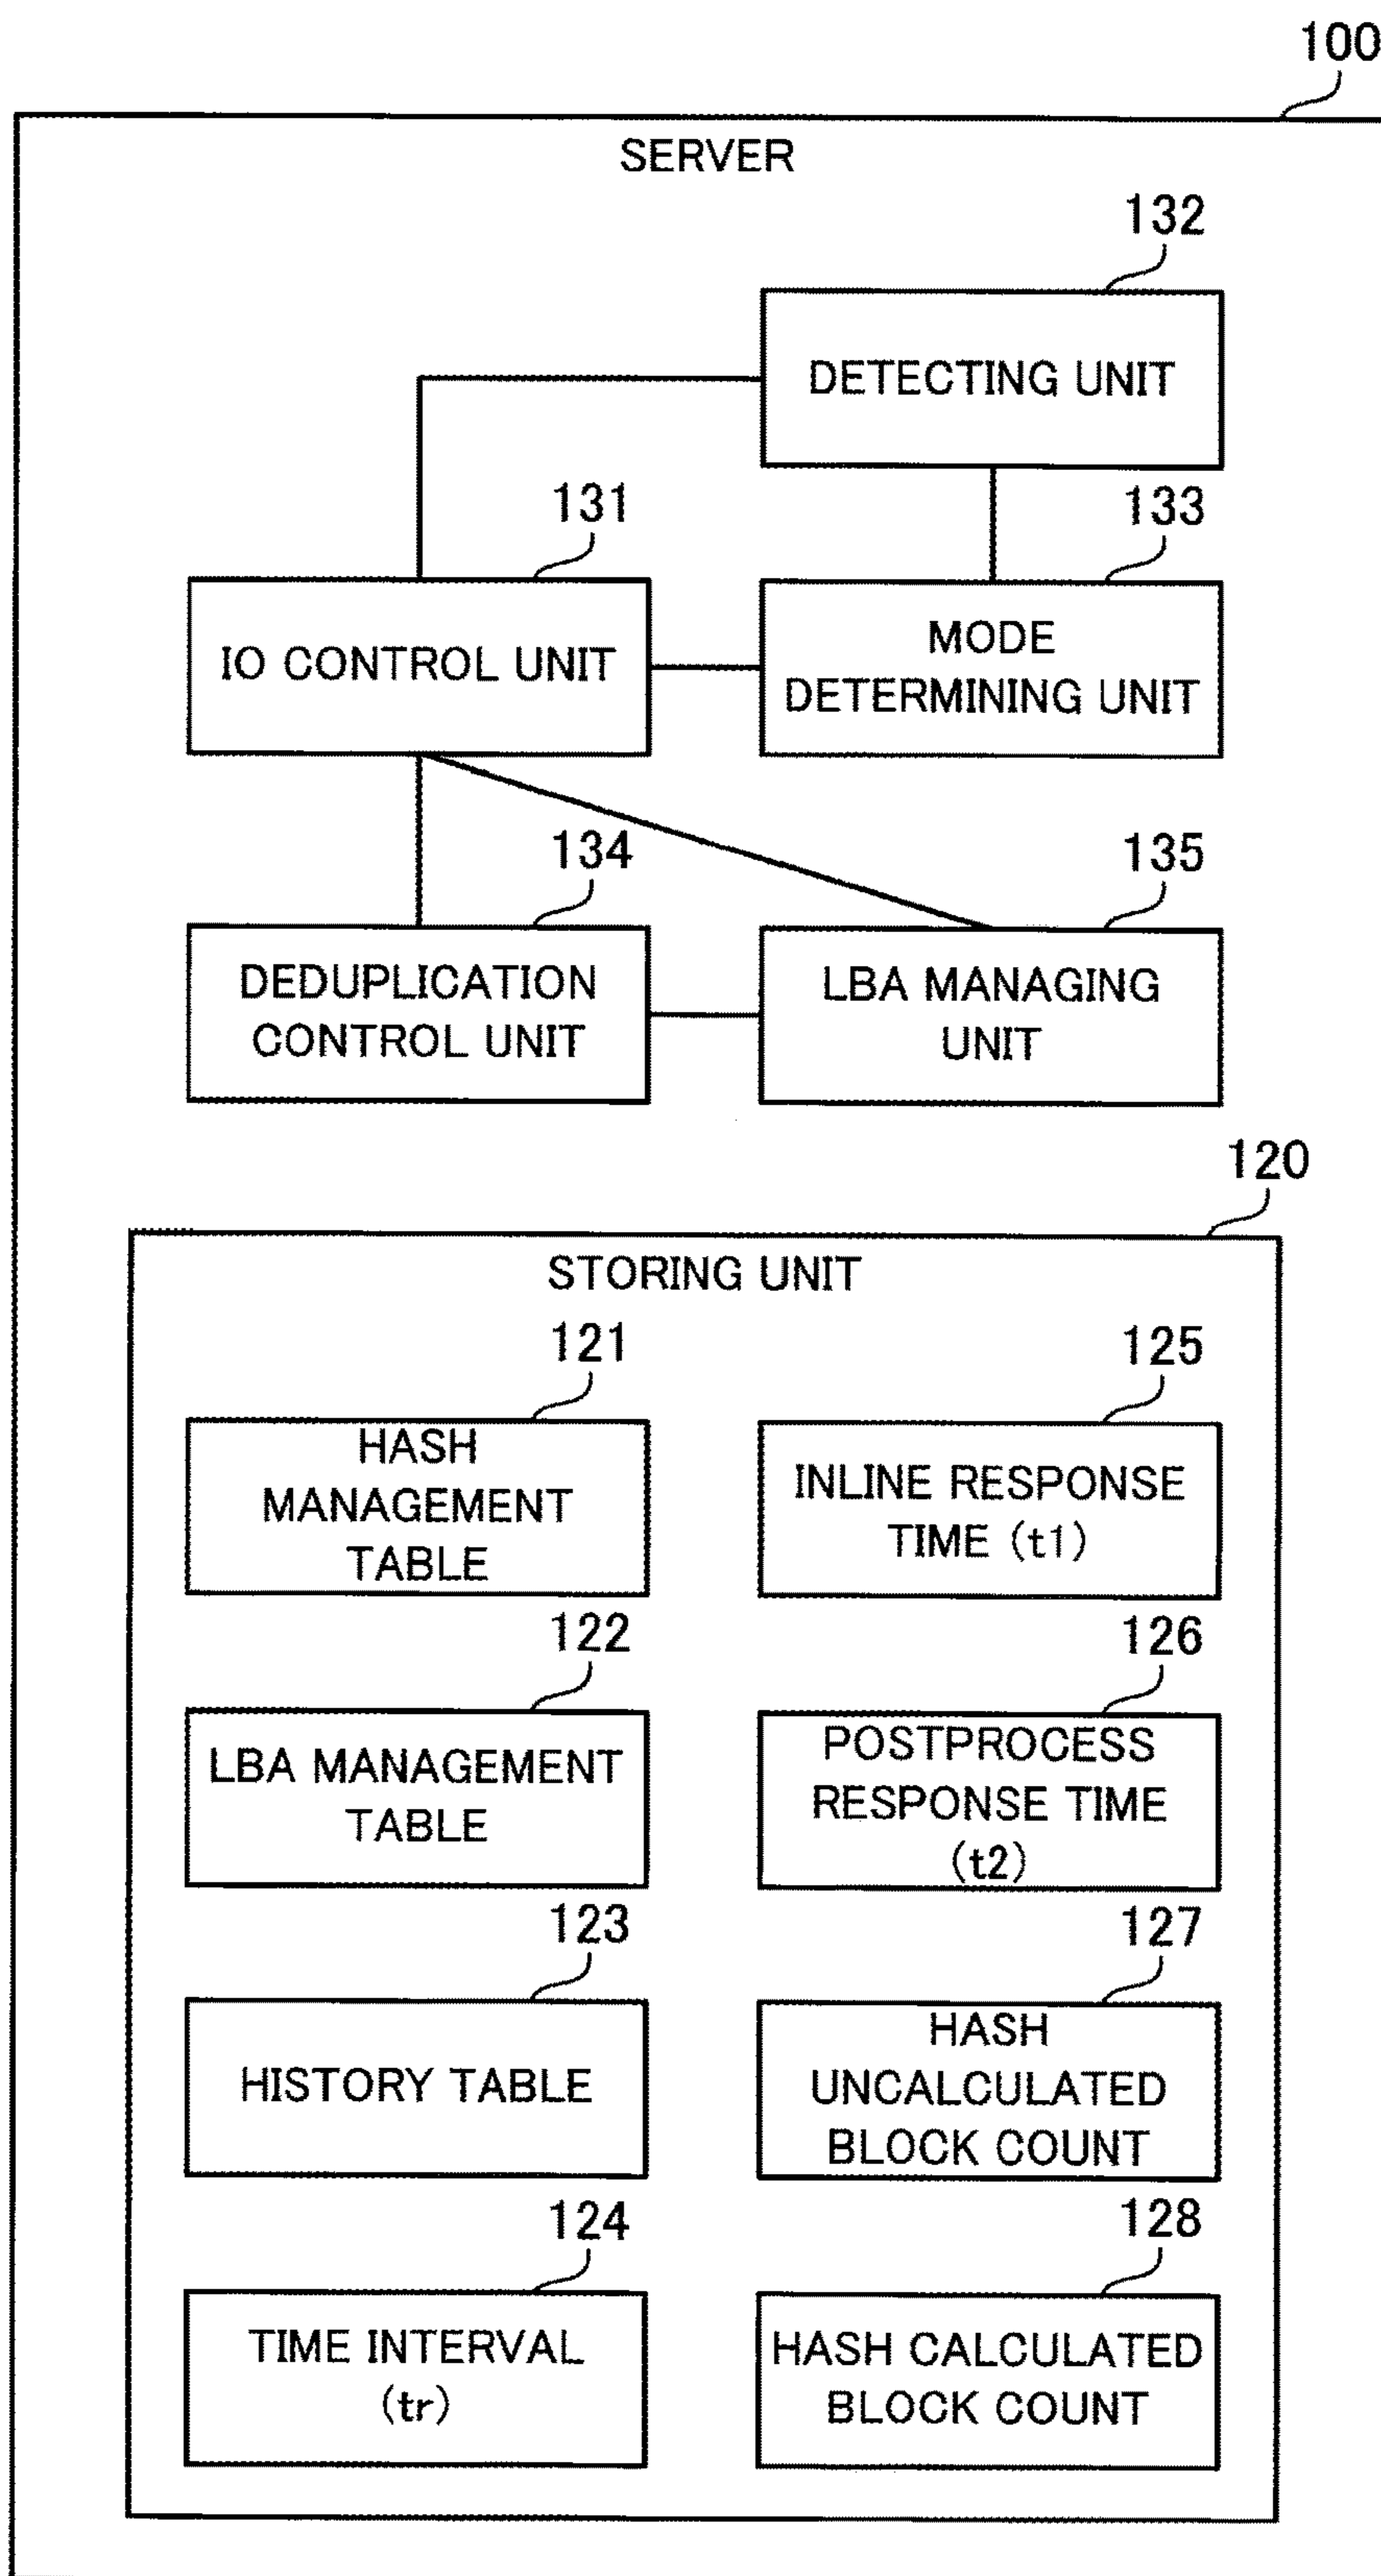 100
SERVER
132
DETECTING UNIT
131
133
IO CONTROL UNIT
MODE
DETERMINING UNIT
134
135
DEDUPLICATION
CONTROL UNIT
LBA MANAGING
UNIT
120
STORING UNIT
121
125
HASH
MANAGEMENT
TABLE
INLINE RESPONSE
TIME (t1)
122
126
LBA MANAGEMENT
TABLE
POSTPROCESS
RESPONSE TIME
(t2)
123
127
HISTORY TABLE
HASH
UNCALCULATED
BLOCK COUNT
124
128
TIME INTERVAL
(tr)
HASH CALCULATED
BLOCK COUNT